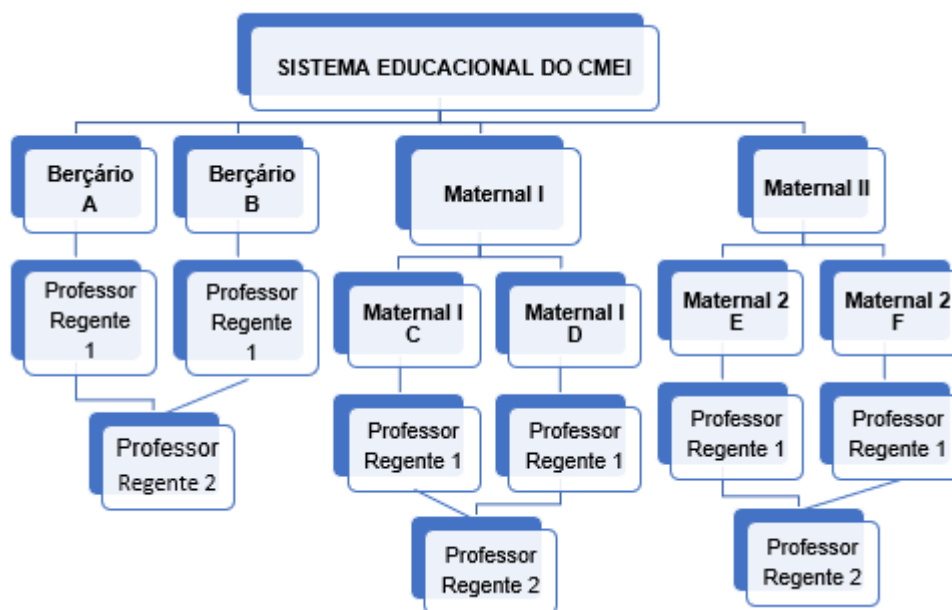 SISTEMA EDUCACIONAL DO CMEI
Berçário
A
Berçário
B
Maternal I
Maternal II
Professor
Regente
1
Professor
Regente
1
Maternal I
C
Maternal I
D
Maternal 2
E
Maternal 2
F
Professor
Regente 1
Professor
Regente 1
Professor
Regente 1
Professor
Regente 1
Professor
Regente 2
Professor
Regente 2
Professor
Regente 2